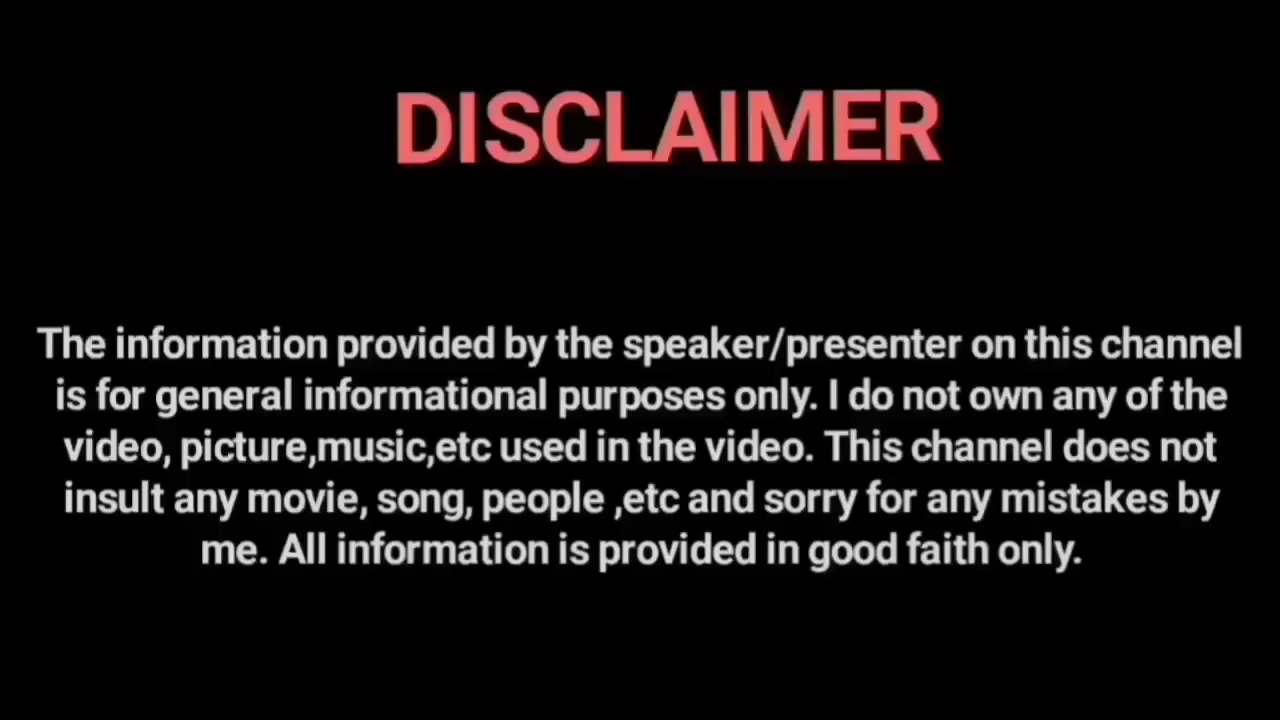 DISCLAIMER
The information provided by the speaker/presenter on this channel
is for general informational purposes only. I do not own any of the
video, picture,music,etc used in the video. This channel does not
insult any movie, song, people ,etc and sorry for any mistakes by
me. All information is provided in good faith only.